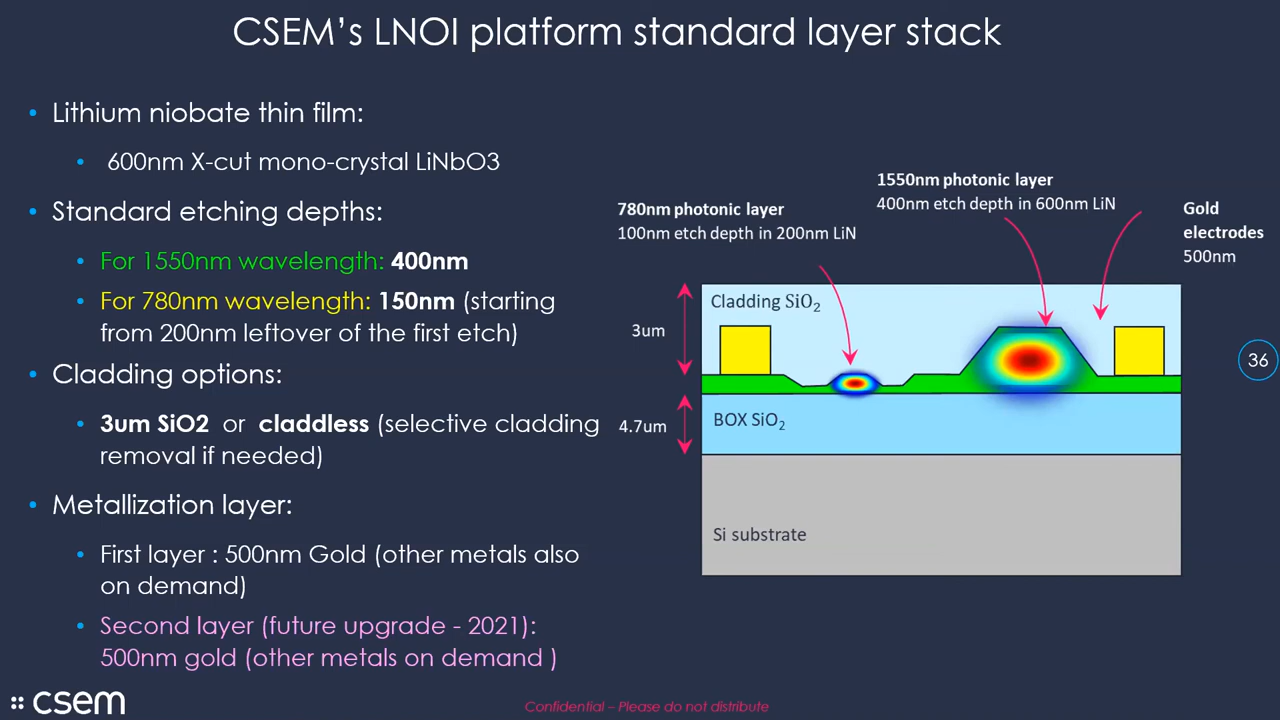 CSEM's LNOI platform standard layer stack
• Lithium niobate thin film:
• 600nm X-cut mono-crystal LiNbO3
• Standard etching depths:
• For 1550nm wavelength: 400nm
• For 780nm wavelength: 150nm (starting
from 200nm leftover of the first etch)
• Cladding options:
• 3um SiO2 or claddless (selective cladding
removal if needed)
• Metallization layer:
• First layer : 500nm Gold (other metals also
on demand)
• Second layer (future upgrade - 2021):
500nm gold (other metals on demand )
780nm photonic layer
100nm etch depth in 200nm LiN
1550nm photonic layer
400nm etch depth in 600nm LiN
Gold
electrodes
500nm
Cladding SiO₂
3um
4.7um
BOX SiO₂
Si substrate
36
csem
Confidential – Please do not distribute